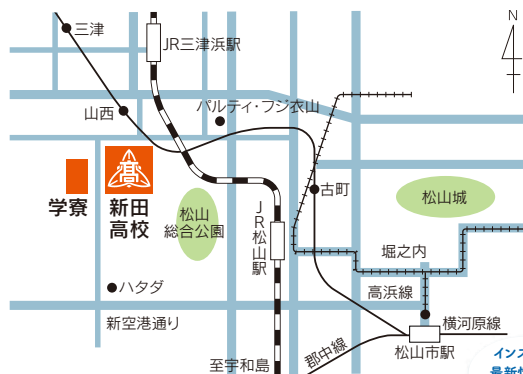 三津
JR三津浜駅
N
山西
パルティ・フジ衣山
髙
学寮
新田
高校
松山
総合公園
JR松山駅
古町
松山城
堀之内
ハタダ
高浜線
新空港通り
横河原線
松山市駅
郡中線
至宇和島